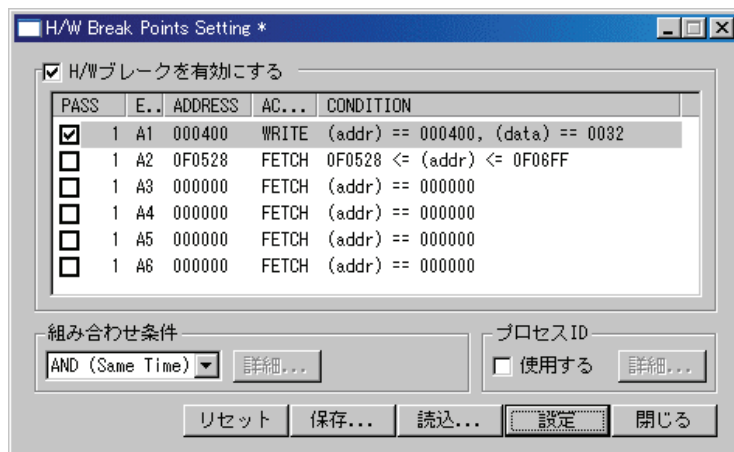 H/W Break Points Setting *
H/Wブレークを有効にする
PASS E.. ADDRESS AC... CONDITION
1 A1 000400 WRITE (addr) == 000400, (data) == 0032
1 A2 0F0528 FETCH 0F0528 <= (addr) <= 0F06FF
1 A3 000000 FETCH (addr) == 000000
1 A4 000000 FETCH (addr) == 000000
1 A5 000000 FETCH (addr) == 000000
1 A6 000000 FETCH (addr) == 000000
組み合わせ条件 プロセスID
AND (Same Time) 詳細... 使用する 詳細...
リセット 保存... 読込... 設定 閉じる